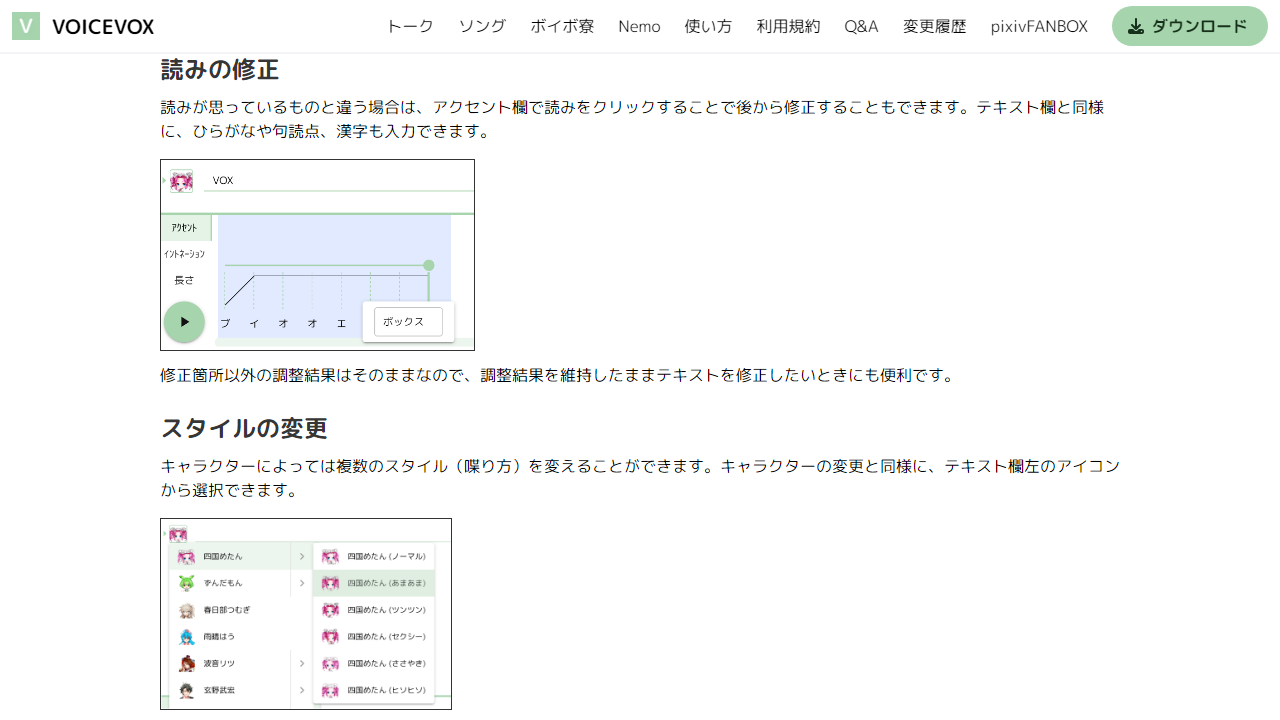 V VOICEVOX トーク ソング ボイボ寮 Nemo 使い方 利用規約 Q&A 変更履歴 pixivFANBOX ダウンロード
読みの修正
読みが思っているものと違う場合は、アクセント欄で読みをクリックすることで後から修正することもできます。テキスト欄と同様
に、ひらがなや句読点、漢字も入力できます。
VOX
アクセント
イントネーション
長さ
ブ イ オ オ エ ボックス
修正箇所以外の調整結果はそのままなので、調整結果を維持したままテキストを修正したいときにも便利です。
スタイルの変更
キャラクターによっては複数のスタイル（喋り方）を変えることができます。キャラクターの変更と同様に、テキスト欄左のアイコン
から選択できます。
四国めたん 四国めたん (ノーマル)
ずんだもん 四国めたん (あまあま)
春日部つむぎ 四国めたん (ツンツン)
雨晴はう 四国めたん (セクシー)
波音リツ 四国めたん (ささやき)
玄野武宏 四国めたん (ヒソヒソ)